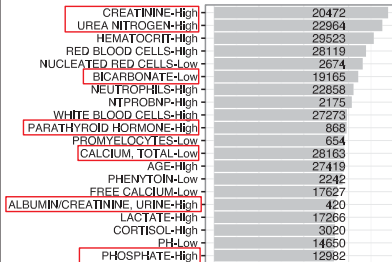 CREATININE-High 20472
UREA NITROGEN-High 22964
HEMATOCRIT-High 29523
RED BLOOD CELLS-High 28119
NUCLEATED RED CELLS-Low 2674
BICARBONATE-Low 19165
NEUTROPHILS-High 22858
NTPROBNP-High 2175
WHITE BLOOD CELLS-High 27273
PARATHYROID HORMONE-High 868
PROMYELOCYTES-Low 654
CALCIUM, TOTAL-Low 28163
AGE-High 27419
PHENYTOIN-Low 2242
FREE CALCIUM-Low 17627
ALBUMIN/CREATININE, URINE-High 420
LACTATE-High 17266
CORTISOL-High 3020
PH-Low 14650
PHOSPHATE-High 12982